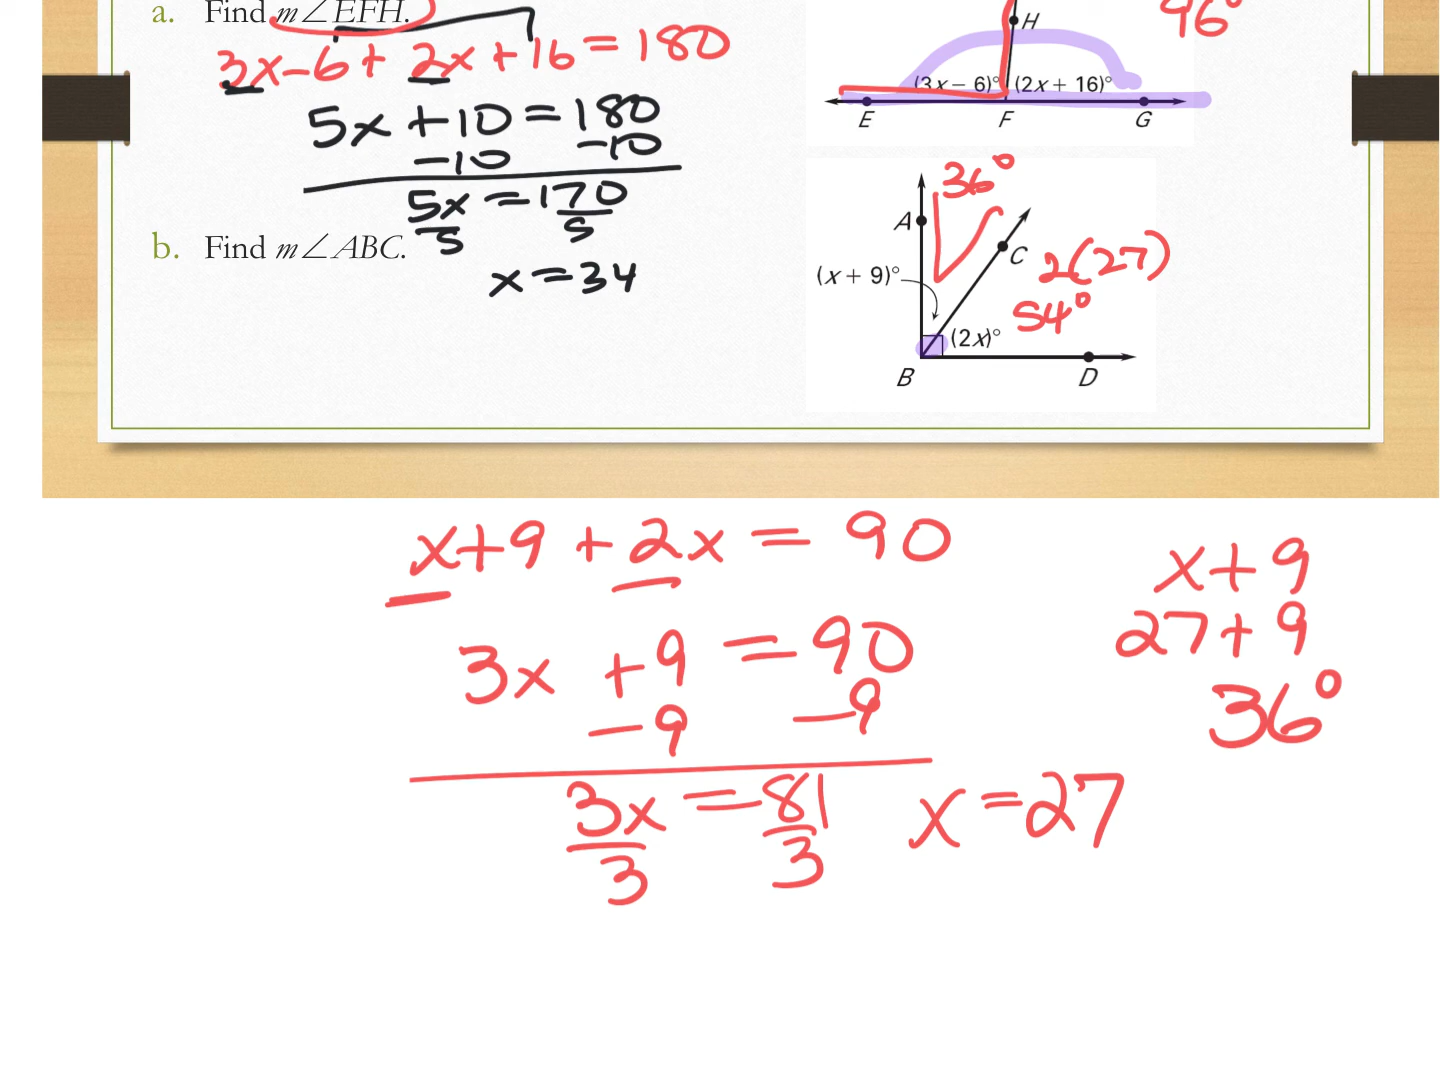 a. Find m∠EFH.
3x-6+2x+16=180
5x+10=180
-10 -10
5x=170
5 5
x=34
96°
H
(3x – 6)° (2x + 16)°
E F G
b. Find m∠ABC.
36°
A
C
2(27)
(x + 9)°
54°
(2x)°
B D
x+9+2x=90
3x+9=90
-9 -9
3x=81
3 3
x=27
x+9
27+9
36°